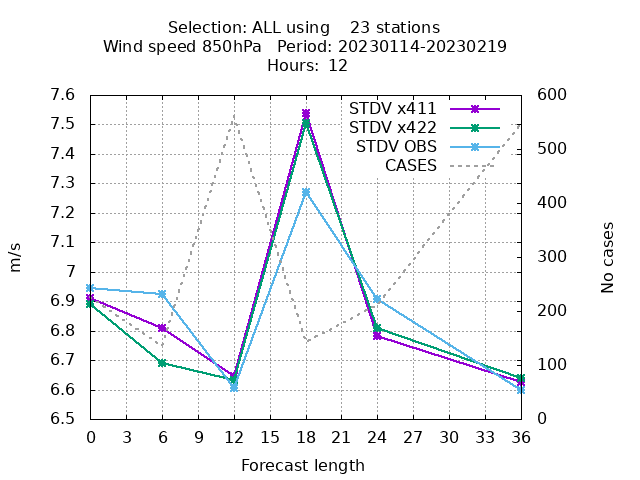 Selection: ALL using    23 stations
Wind speed 850hPa   Period: 20230114-20230219
Hours: 12
7.6
7.5
7.4
7.3
7.2
7.1
7
6.9
6.8
6.7
6.6
6.5
m/s
STDV x411
STDV x422
STDV OBS
CASES
600
500
400
300
200
100
0
No cases
0 3 6 9 12 15 18 21 24 27 30 33 36
Forecast length